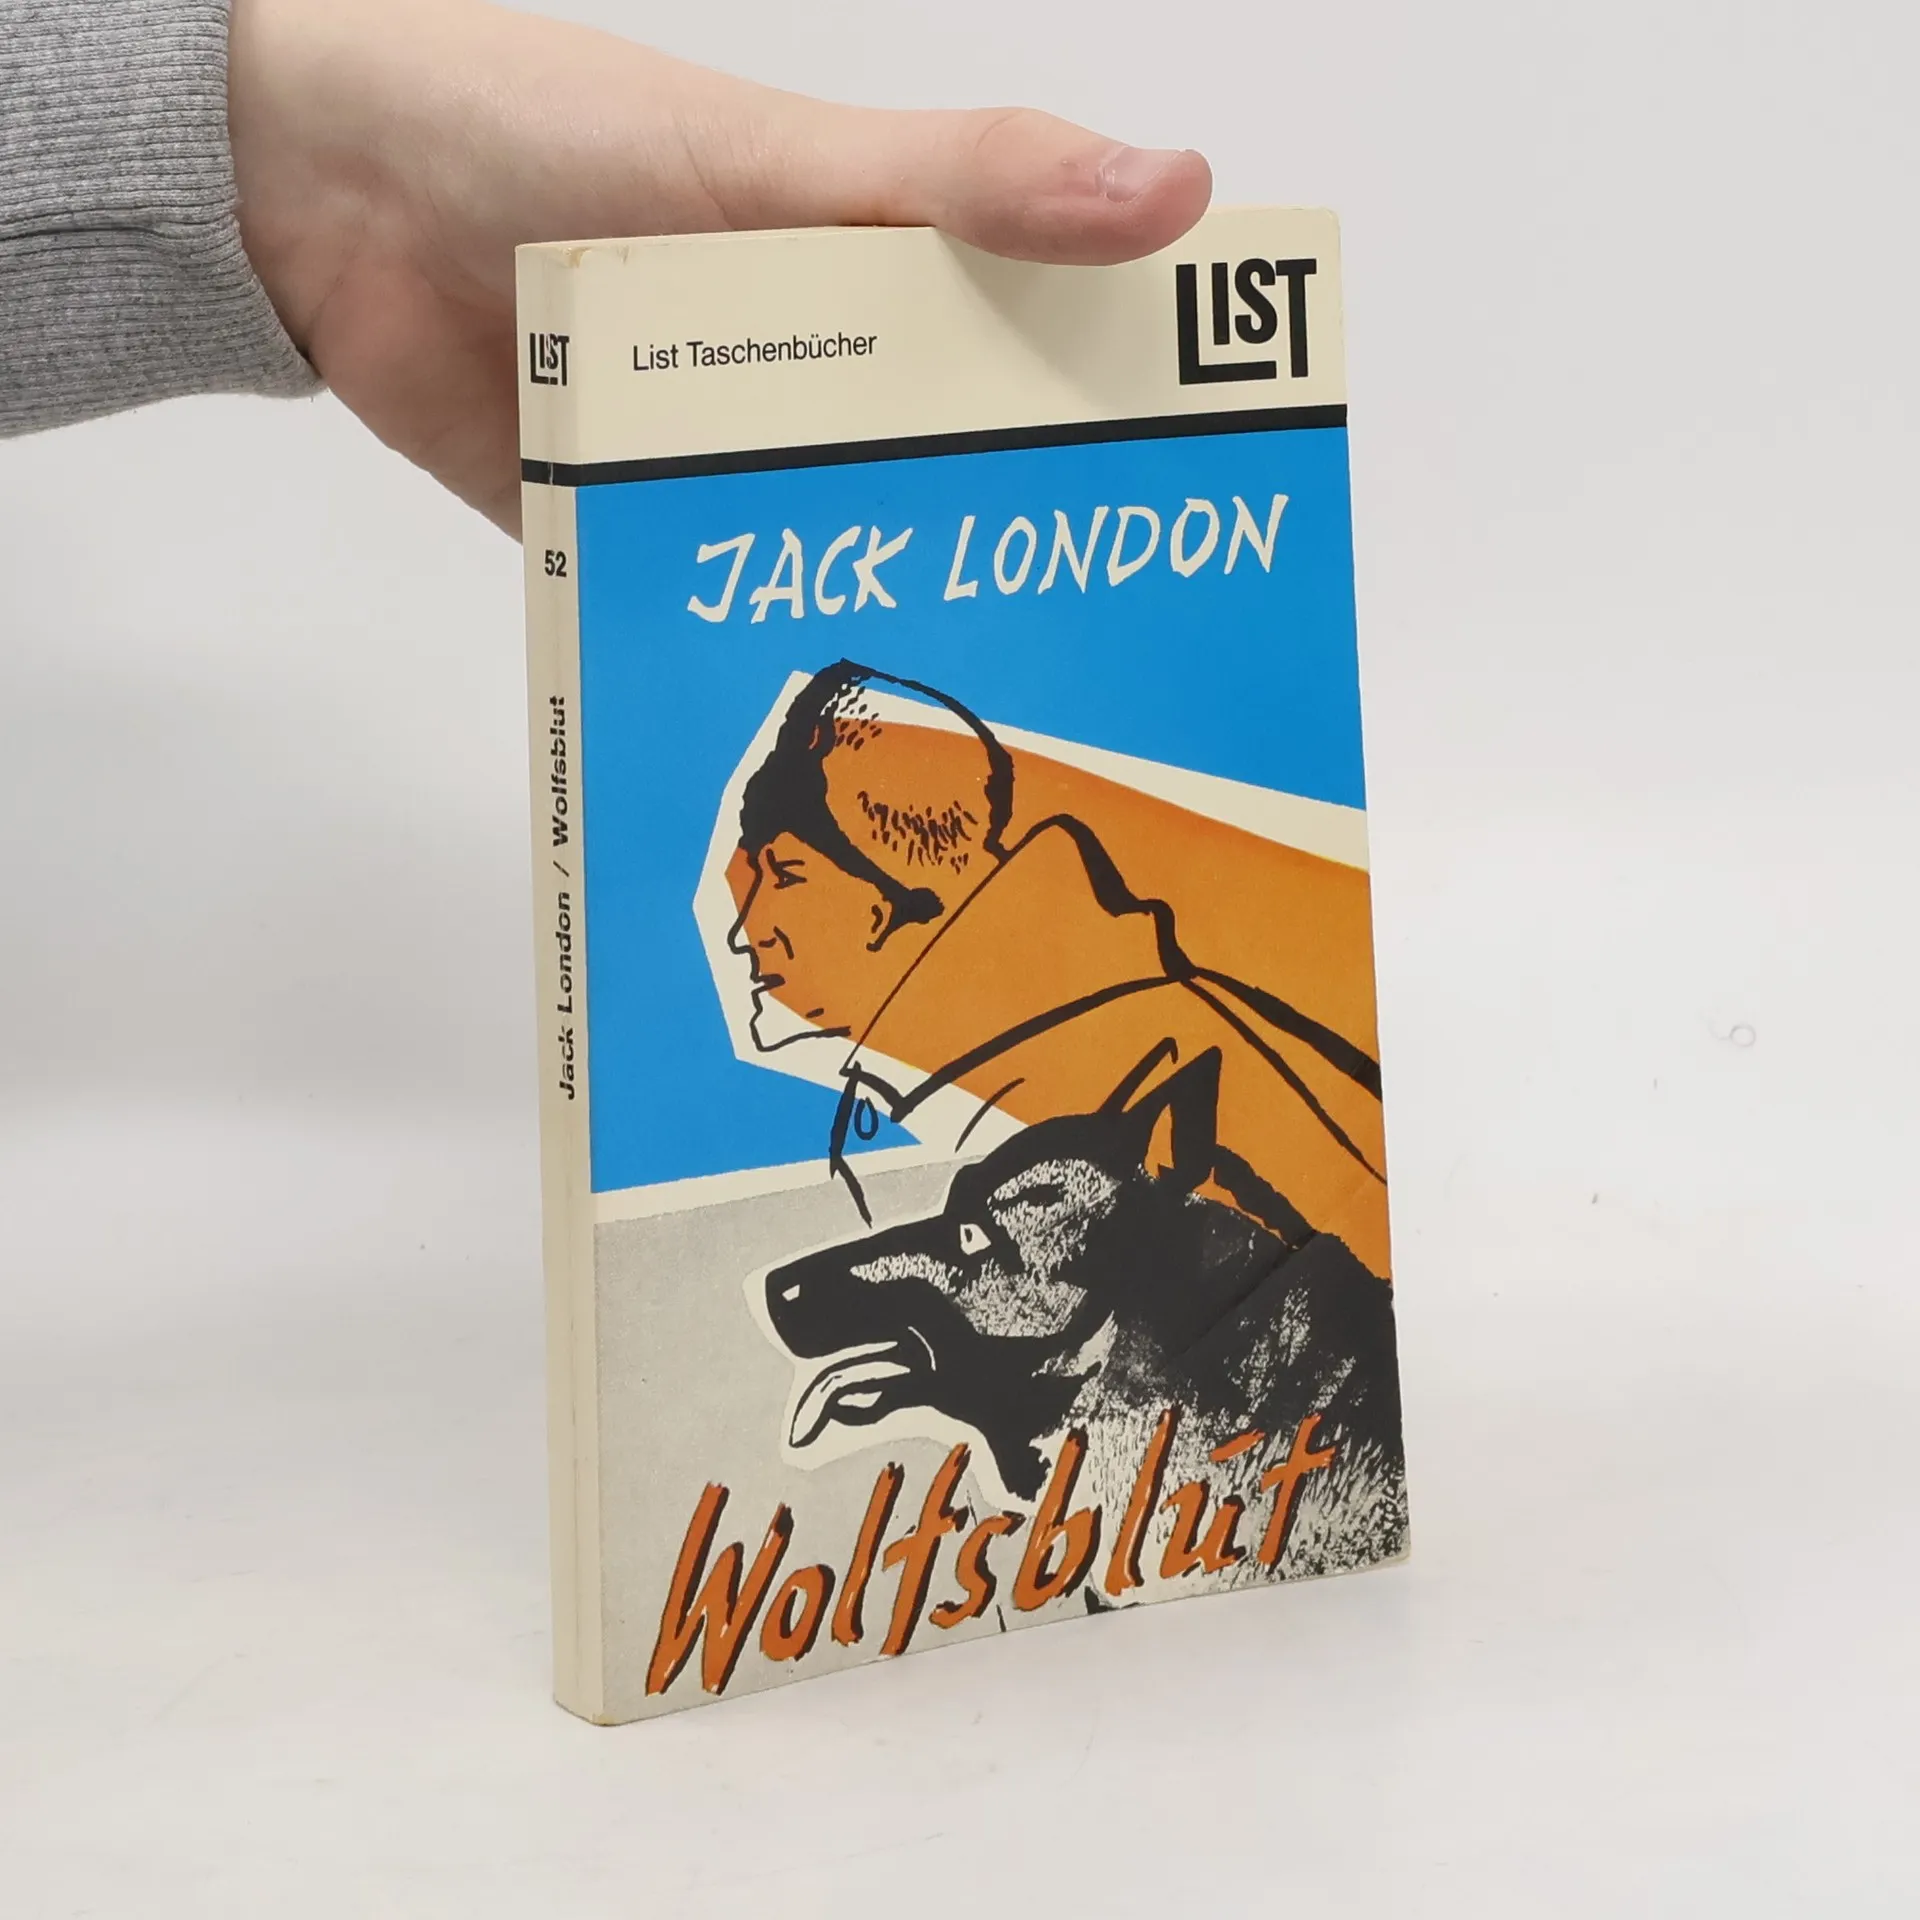 LIST
52
Jack London / Wolfsblut
List Taschenbücher
LIST
JACK LONDON
Wolfsblut